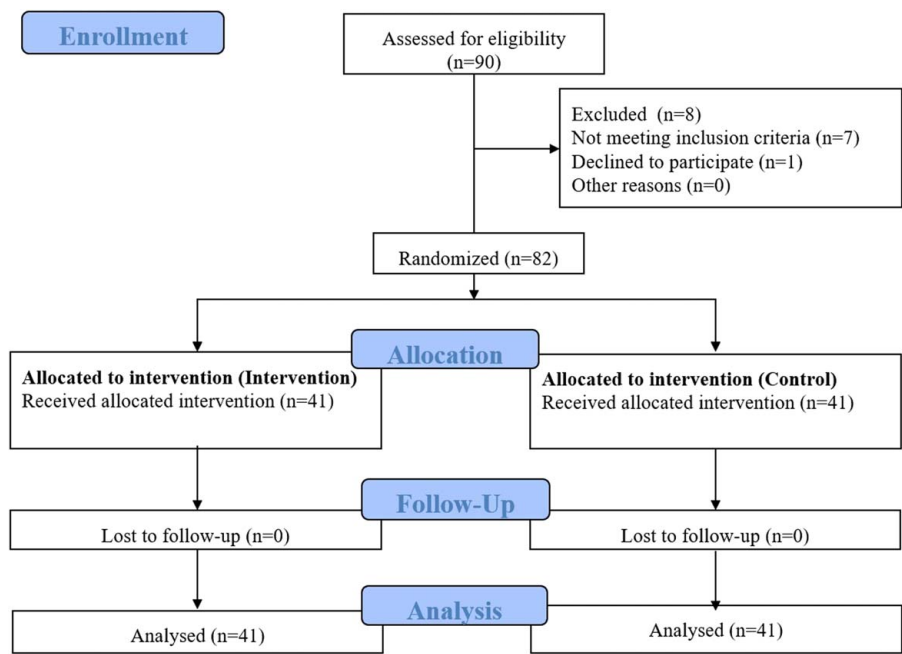 Enrollment
Assessed for eligibility
(n=90)
Excluded (n=8)
Not meeting inclusion criteria (n=7)
Declined to participate (n=1)
Other reasons (n=0)
Randomized (n=82)
Allocation
Allocated to intervention (Intervention)
Received allocated intervention (n=41)
Allocated to intervention (Control)
Received allocated intervention (n=41)
Follow-Up
Lost to follow-up (n=0)
Lost to follow-up (n=0)
Analysis
Analysed (n=41)
Analysed (n=41)